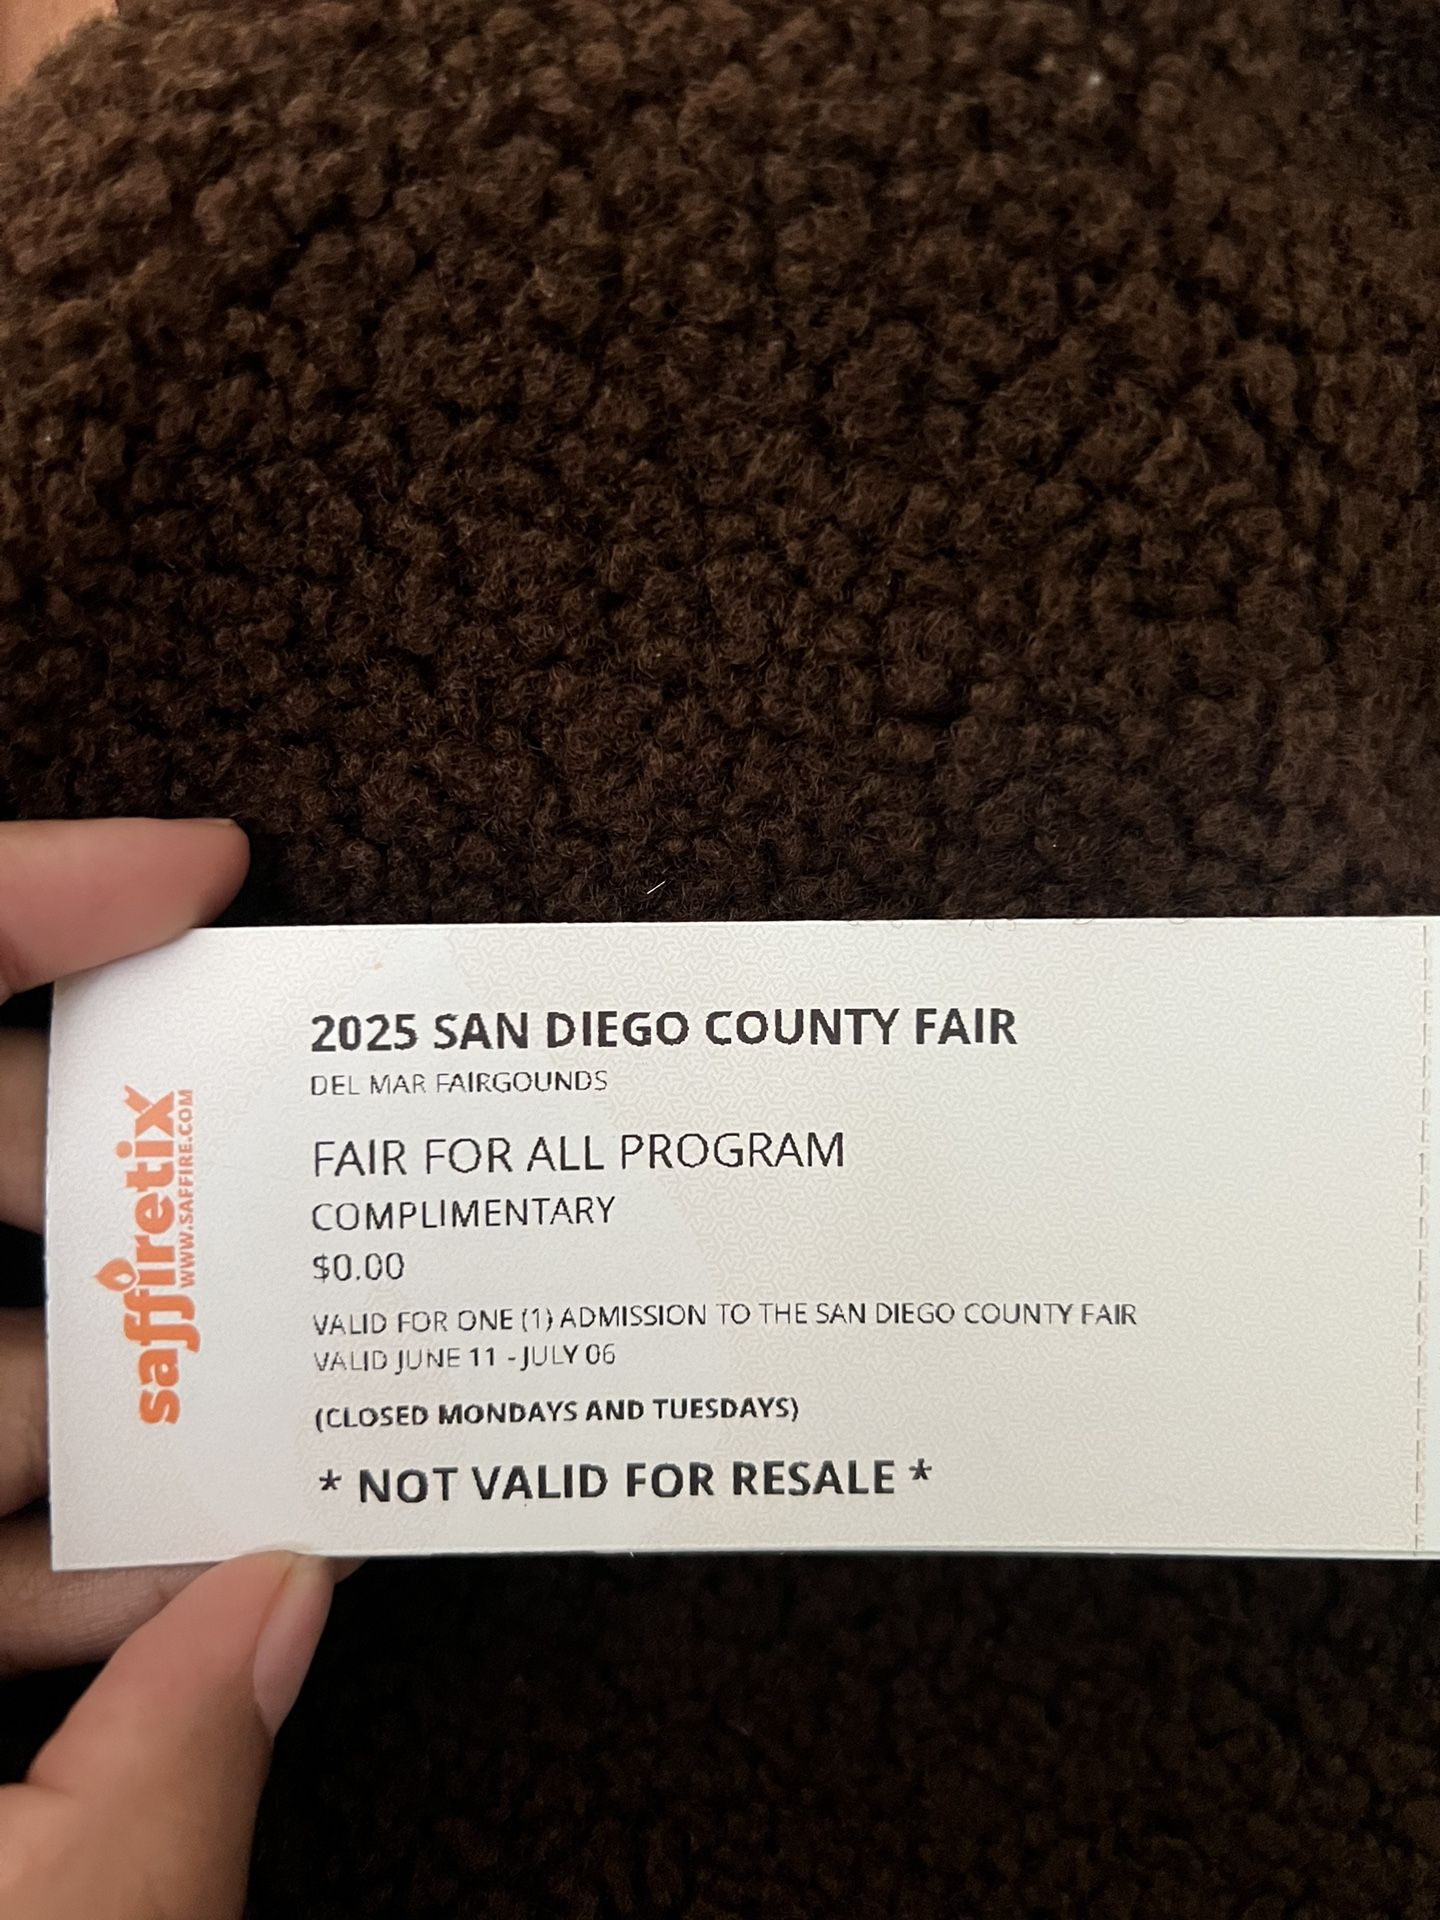 saffiretix
WWW.SAFFIRE.COM
2025 SAN DIEGO COUNTY FAIR
DEL MAR FAIRGOUNDS
FAIR FOR ALL PROGRAM
COMPLIMENTARY
$0.00
VALID FOR ONE (1) ADMISSION TO THE SAN DIEGO COUNTY FAIR
VALID JUNE 11 - JULY 06
(CLOSED MONDAYS AND TUESDAYS)
* NOT VALID FOR RESALE *